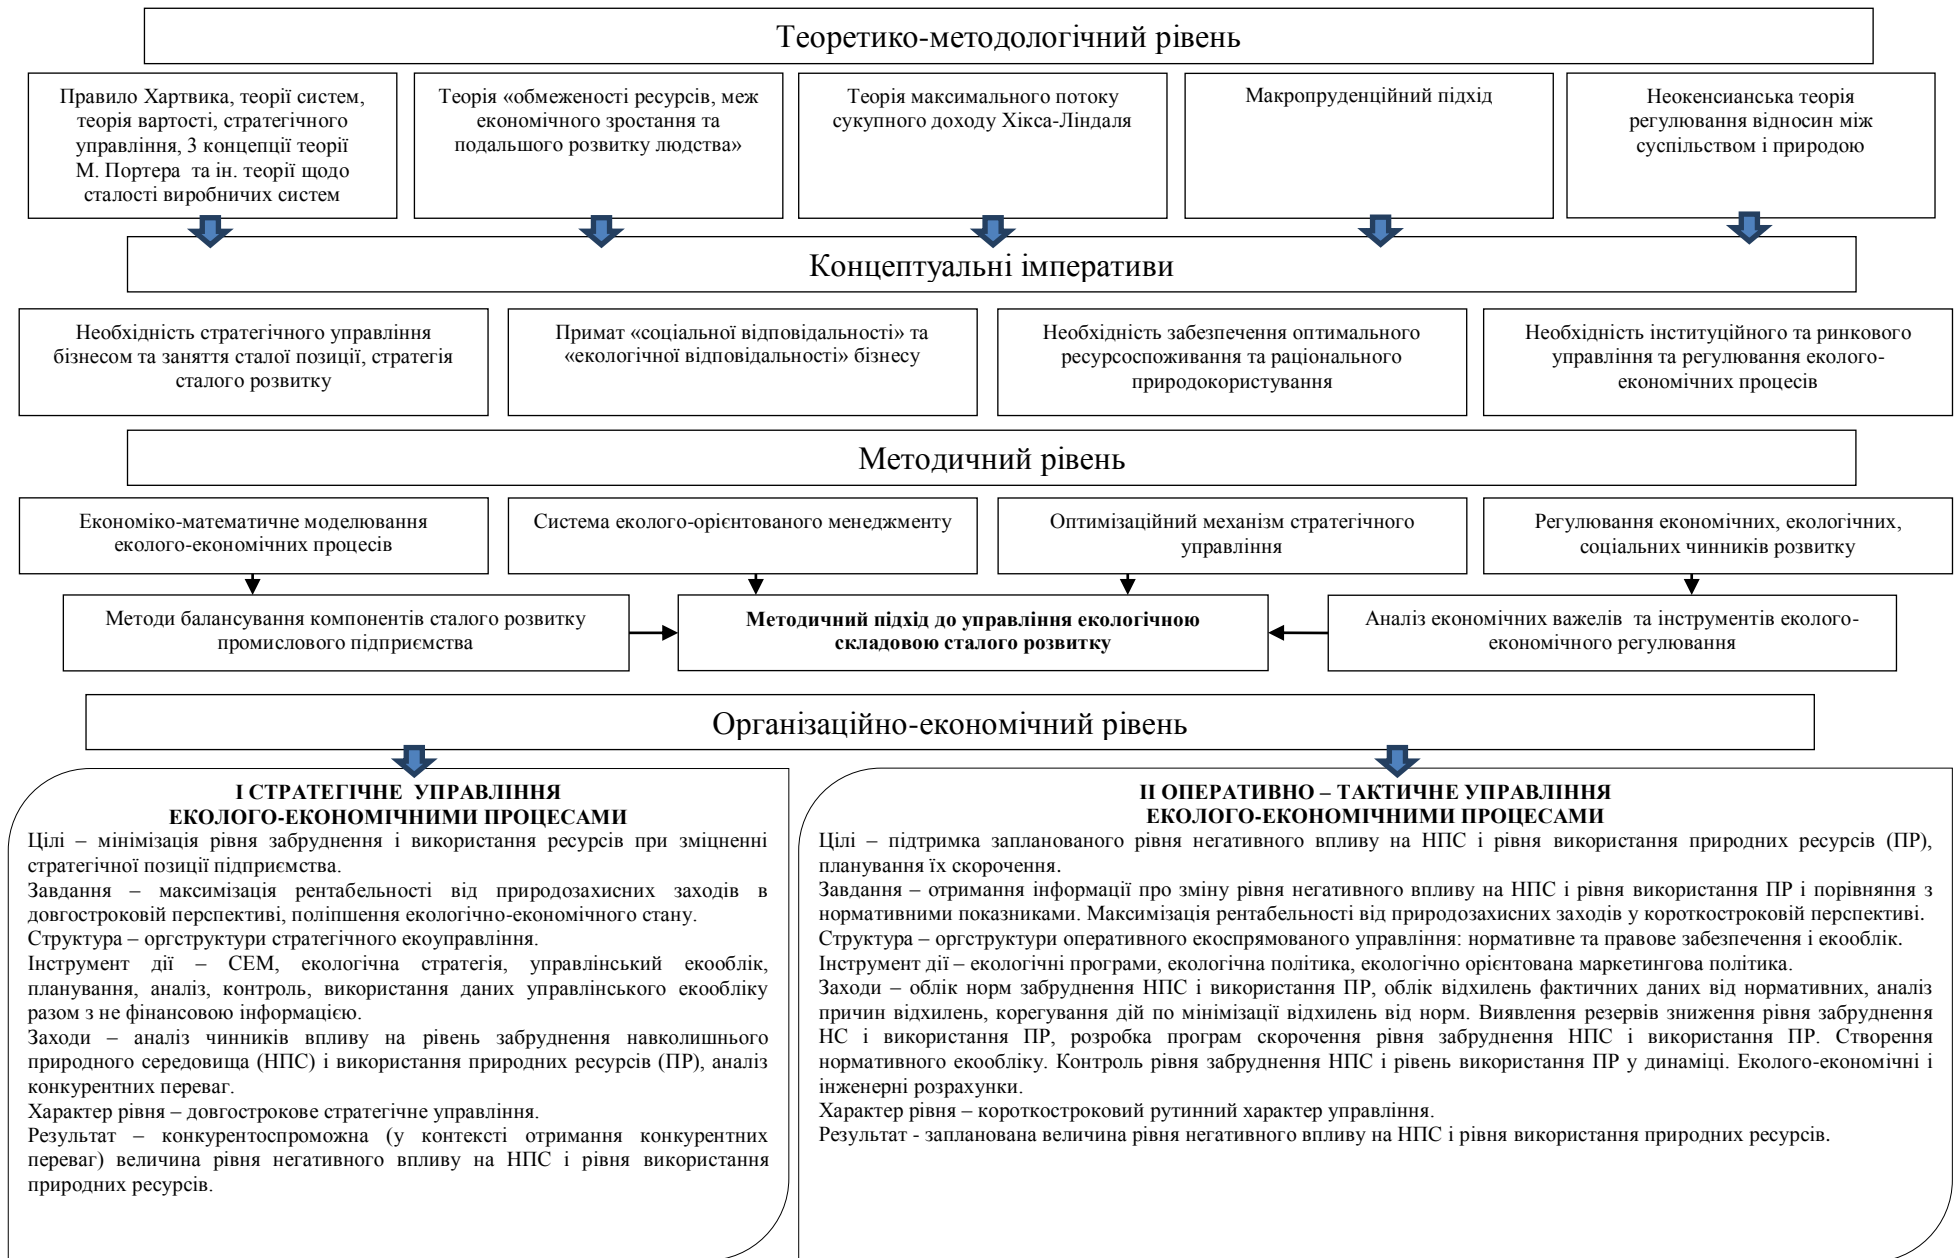 Теоретико-методологічний рівень
Правило Хартвика, теорії систем,
теорія вартості, стратегічного
управління, 3 концепції теорії
М. Портера та ін. теорії щодо
сталості виробничих систем
Теорія «обмеженості ресурсів, меж
економічного зростання та
подальшого розвитку людства»
Теорія максимального потоку
сукупного доходу Хікса-Ліндаля
Макропруденційний підхід
Неокенсианська теорія
регулювання відносин між
суспільством і природою
Концептуальні імперативи
Необхідність стратегічного управління
бізнесом та заняття сталої позиції, стратегія
сталого розвитку
Примат «соціальної відповідальності» та
«екологічної відповідальності» бізнесу
Необхідність забезпечення оптимального
ресурсоспоживання та раціонального
природокористування
Необхідність інституційного та ринкового
управління та регулювання еколого-
економічних процесів
Методичний рівень
Економіко-математичне моделювання
еколого-економічних процесів
Система еколого-орієнтованого менеджменту
Оптимізаційний механізм стратегічного
управління
Регулювання економічних, екологічних,
соціальних чинників розвитку
Методи балансування компонентів сталого розвитку
промислового підприємства
Методичний підхід до управління екологічною
складовою сталого розвитку
Аналіз економічних важелів та інструментів еколого-
економічного регулювання
Організаційно-економічний рівень
І СТРАТЕГІЧНЕ УПРАВЛІННЯ
ЕКОЛОГО-ЕКОНОМІЧНИМИ ПРОЦЕСАМИ
Цілі – мінімізація рівня забруднення і використання ресурсів при зміцненні
стратегічної позиції підприємства.
Завдання – максимізація рентабельності від природозахисних заходів в
довгостроковій перспективі, поліпшення екологічно-економічного стану.
Структура – оргструктури стратегічного екоуправління.
Інструмент дії – СЕМ, екологічна стратегія, управлінський екооблік,
планування, аналіз, контроль, використання даних управлінського екообліку
разом з не фінансовою інформацією.
Заходи – аналіз чинників впливу на рівень забруднення навколишнього
природного середовища (НПС) і використання природних ресурсів (ПР), аналіз
конкурентних переваг.
Характер рівня – довгострокове стратегічне управління.
Результат – конкурентоспроможна (у контексті отримання конкурентних
переваг) величина рівня негативного впливу на НПС і рівня використання
природних ресурсів.
ІІ ОПЕРАТИВНО – ТАКТИЧНЕ УПРАВЛІННЯ
ЕКОЛОГО-ЕКОНОМІЧНИМИ ПРОЦЕСАМИ
Цілі – підтримка запланованого рівня негативного впливу на НПС і рівня використання природних ресурсів (ПР),
планування їх скорочення.
Завдання – отримання інформації про зміну рівня негативного впливу на НПС і рівня використання ПР і порівняння з
нормативними показниками. Максимізація рентабельності від природозахисних заходів у короткостроковій перспективі.
Структура – оргструктури оперативного екоспрямованого управління: нормативне та правове забезпечення і екооблік.
Інструмент дії – екологічні програми, екологічна політика, екологічно орієнтована маркетингова політика.
Заходи – облік норм забруднення НПС і використання ПР, облік відхилень фактичних даних від нормативних, аналіз
причин відхилень, корегування дій по мінімізації відхилень від норм. Виявлення резервів зниження рівня забруднення
НС і використання ПР, розробка програм скорочення рівня забруднення НПС і використання ПР. Створення
нормативного екообліку. Контроль рівня забруднення НПС і рівень використання ПР у динаміці. Еколого-економічні і
інженерні розрахунки.
Характер рівня – короткостроковий рутинний характер управління.
Результат - запланована величина рівня негативного впливу на НПС і рівня використання природних ресурсів.